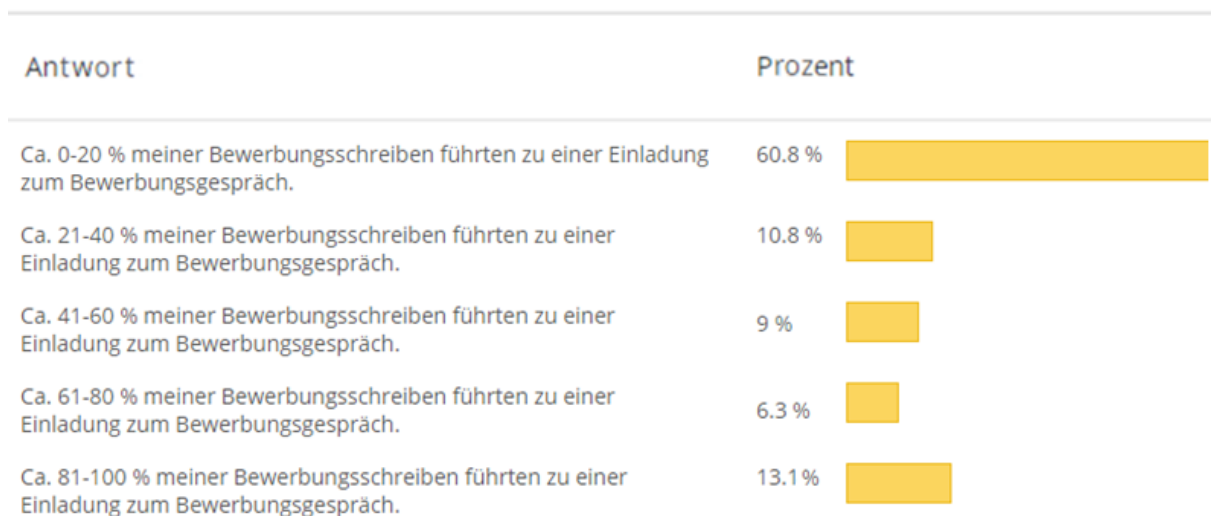 Antwort Prozent
Ca. 0-20 % meiner Bewerbungsschreiben führten zu einer Einladung 60.8 %
zum Bewerbungsgespräch.
Ca. 21-40 % meiner Bewerbungsschreiben führten zu einer 10.8 %
Einladung zum Bewerbungsgespräch.
Ca. 41-60 % meiner Bewerbungsschreiben führten zu einer 9 %
Einladung zum Bewerbungsgespräch.
Ca. 61-80 % meiner Bewerbungsschreiben führten zu einer 6.3 %
Einladung zum Bewerbungsgespräch.
Ca. 81-100 % meiner Bewerbungsschreiben führten zu einer 13.1%
Einladung zum Bewerbungsgespräch.